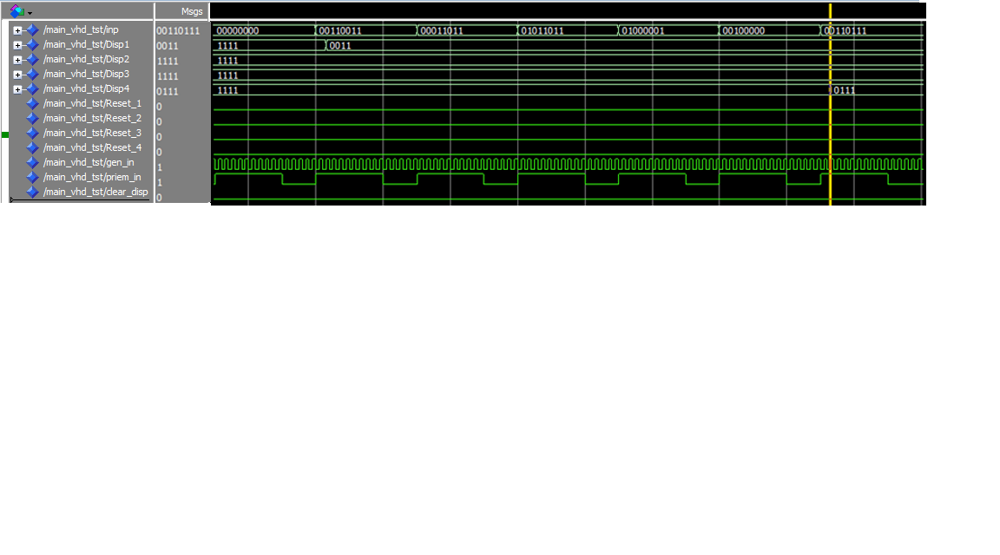 Msgs
/main_vhd_tst/inp 00110111 00000000 00110011 00011011 01011011 01000001 00100000 00110111
/main_vhd_tst/Disp1 0011 1111 0011
/main_vhd_tst/Disp2 1111 1111
/main_vhd_tst/Disp3 1111 1111
/main_vhd_tst/Disp4 0111 1111 0111
/main_vhd_tst/Reset_1 0
/main_vhd_tst/Reset_2 0
/main_vhd_tst/Reset_3 0
/main_vhd_tst/Reset_4 0
/main_vhd_tst/gen_in 1
/main_vhd_tst/priem_in 1
/main_vhd_tst/clear_disp 0